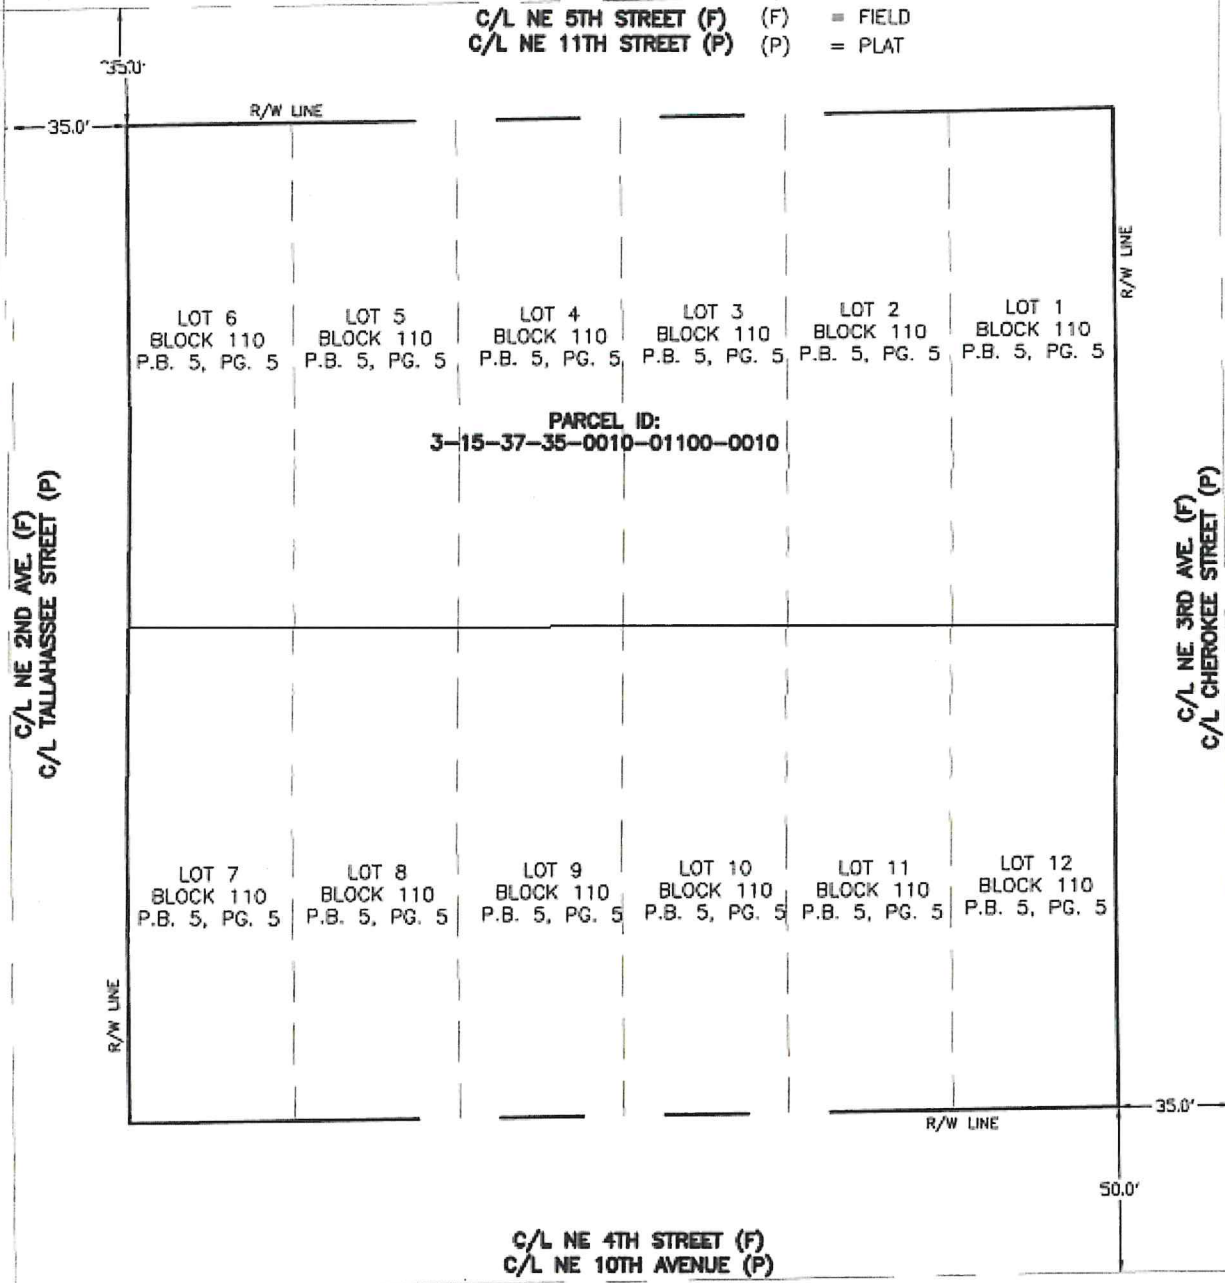 C/L NE 5TH STREET (F) (F) = FIELD
C/L NE 11TH STREET (P) (P) = PLAT
35.0'
35.0'
R/W LINE
R/W LINE
LOT 6
BLOCK 110
P.B. 5, PG. 5
LOT 5
BLOCK 110
P.B. 5, PG. 5
LOT 4
BLOCK 110
P.B. 5, PG. 5
LOT 3
BLOCK 110
P.B. 5, PG. 5
LOT 2
BLOCK 110
P.B. 5, PG. 5
LOT 1
BLOCK 110
P.B. 5, PG. 5
PARCEL ID:
3-15-37-35-0010-01100-0010
C/L NE 2ND AVE. (F)
C/L TALLAHASSEE STREET (P)
C/L NE 3RD AVE. (F)
C/L CHEROKEE STREET (P)
LOT 7
BLOCK 110
P.B. 5, PG. 5
LOT 8
BLOCK 110
P.B. 5, PG. 5
LOT 9
BLOCK 110
P.B. 5, PG. 5
LOT 10
BLOCK 110
P.B. 5, PG. 5
LOT 11
BLOCK 110
P.B. 5, PG. 5
LOT 12
BLOCK 110
P.B. 5, PG. 5
R/W LINE
35.0'
R/W LINE
50.0'
C/L NE 4TH STREET (F)
C/L NE 10TH AVENUE (P)